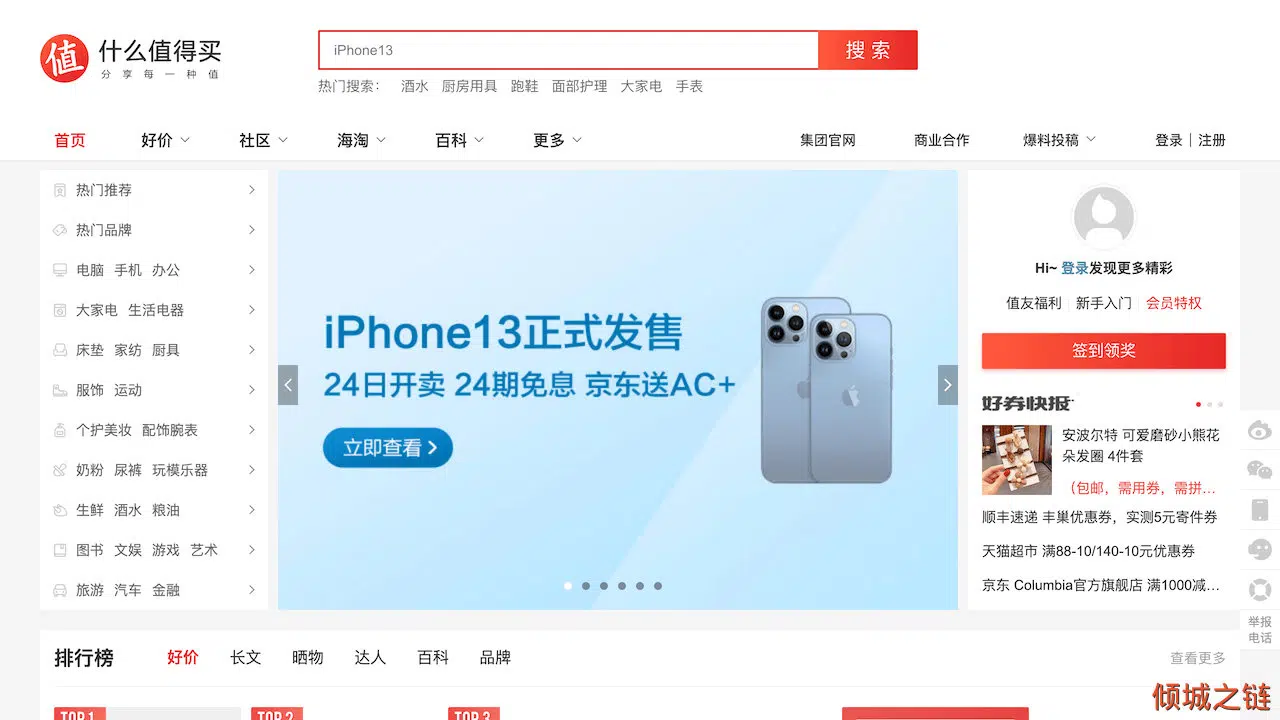 值 什么值得买
分享每一种值
iPhone13
搜索
热门搜索： 酒水 厨房用具 跑鞋 面部护理 大家电 手表
首页 好价 社区 海淘 百科 更多 集团官网 商业合作 爆料投稿 登录 | 注册
热门推荐
热门品牌
电脑 手机 办公
大家电 生活电器
床垫 家纺 厨具
服饰 运动
个护美妆 配饰腕表
奶粉 尿裤 玩模乐器
生鲜 酒水 粮油
图书 文娱 游戏 艺术
旅游 汽车 金融
iPhone13正式发售
24日开卖 24期免息 京东送AC+
立即查看
Hi~ 登录发现更多精彩
值友福利 新手入门 会员特权
签到领奖
好券快报
安波尔特 可爱磨砂小熊花
朵发圈 4件套
（包邮，需用券，需拼...
顺丰速递 丰巢优惠券，实测5元寄件券
天猫超市 满88-10/140-10元优惠券
京东 Columbia官方旗舰店 满1000减...
举报
电话
排行榜 好价 长文 晒物 达人 百科 品牌 查看更多
TOP 1 TOP 2 TOP 3
倾城之链